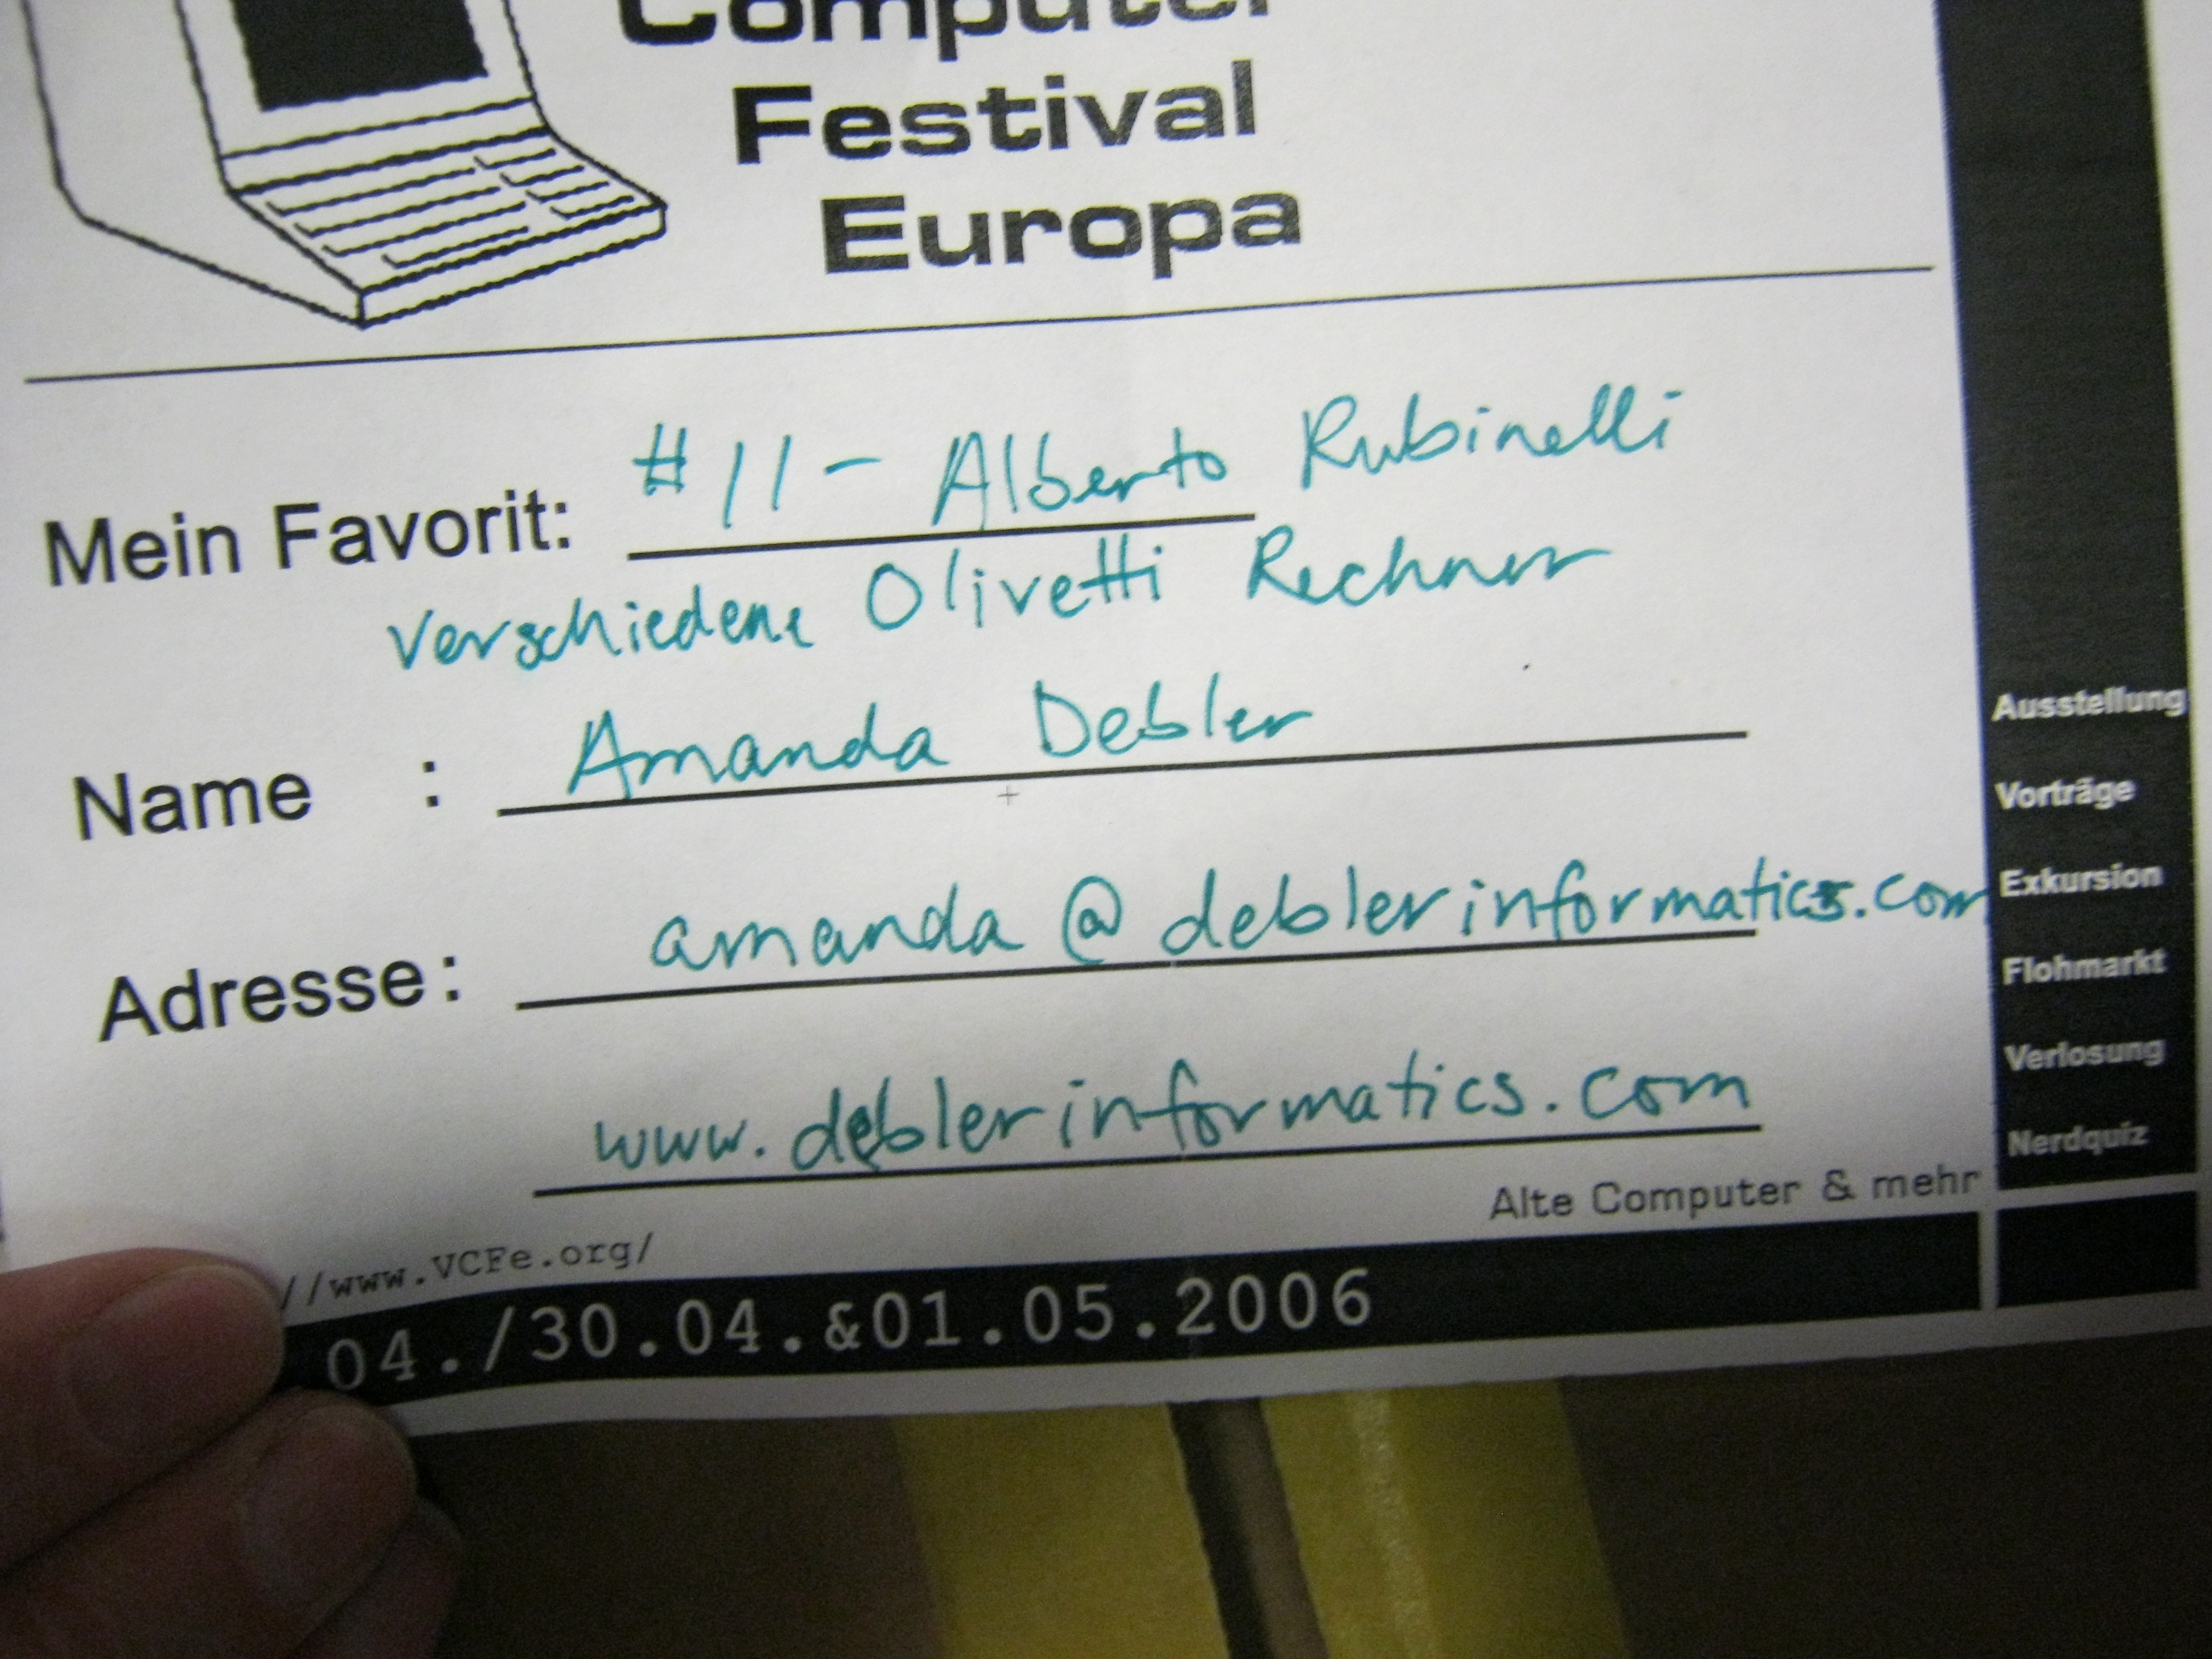 Computer
Festival
Europa
Mein Favorit: #11 - Alberto Rubinelli
Verschiedene Olivetti Rechner
Name : Amanda Debler
Adresse: amanda@deblerinformatics.com
www.deblerinformatics.com
Alte Computer & mehr
//www.VCFe.org/
04./30.04.&01.05.2006
Ausstellung
Vorträge
Exkursion
Flohmarkt
Verlosung
Nerdquiz